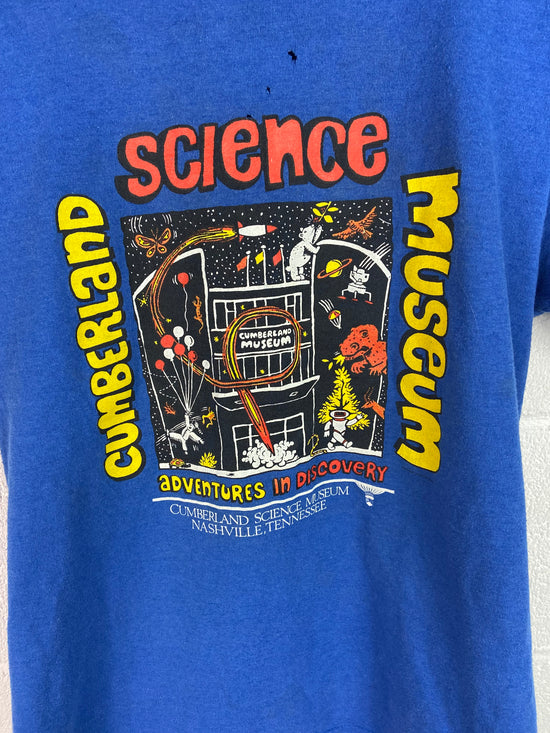 Science
CUMBERLAND
MUSEUM
CUMBERLAND
MUSEUM
ADVENTURES IN DISCOVERY
CUMBERLAND SCIENCE MUSEUM
NASHVILLE, TENNESSEE